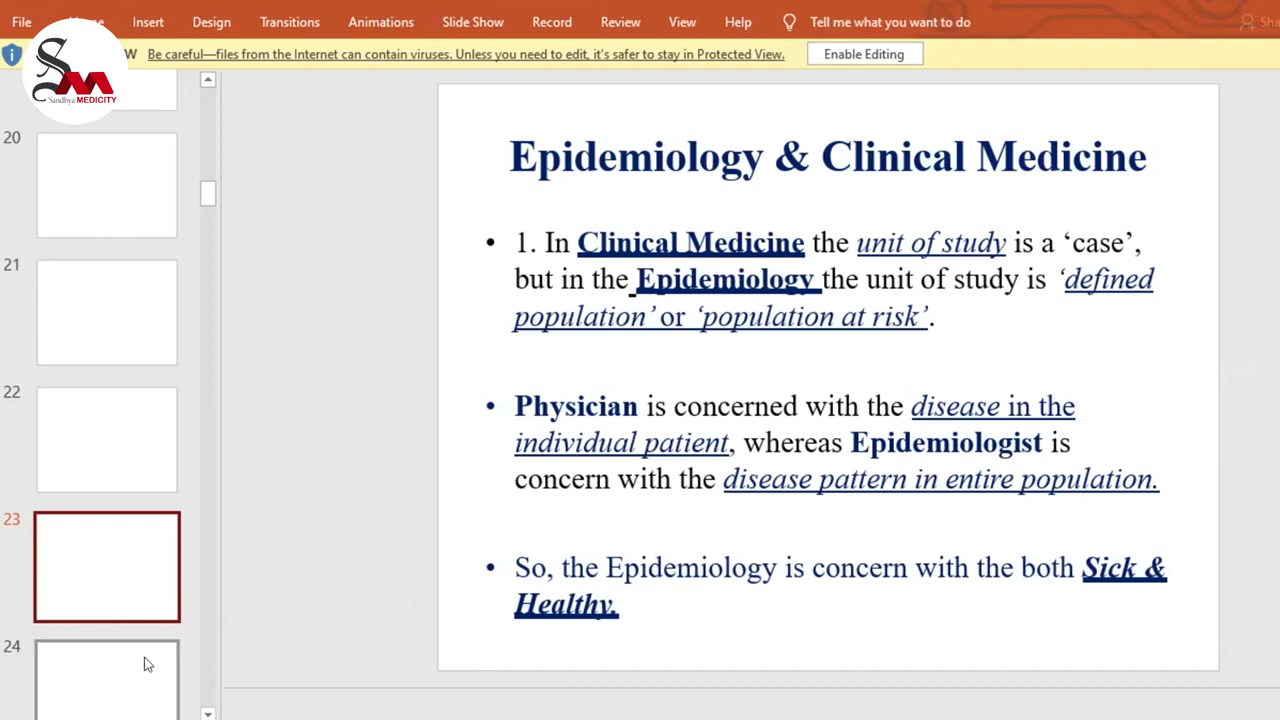 File Home Insert Design Transitions Animations Slide Show Record Review View Help Tell me what you want to do Sha
W Be careful—files from the Internet can contain viruses. Unless you need to edit, it's safer to stay in Protected View. Enable Editing
SM
Sandhya MEDICITY
20
21
22
23
24
Epidemiology & Clinical Medicine
• 1. In Clinical Medicine the unit of study is a ‘case’,
but in the Epidemiology the unit of study is ‘defined
population’ or ‘population at risk’.
• Physician is concerned with the disease in the
individual patient, whereas Epidemiologist is
concern with the disease pattern in entire population.
• So, the Epidemiology is concern with the both Sick &
Healthy.